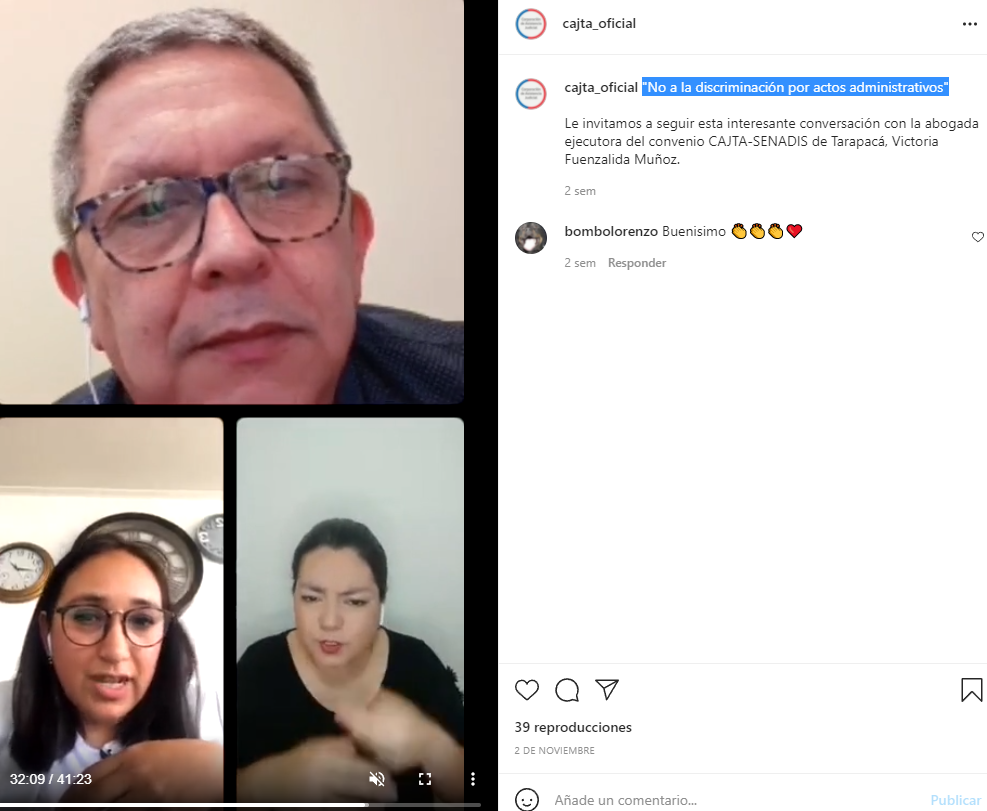 cajta_oficial
cajta_oficial "No a la discriminación por actos administrativos"
Le invitamos a seguir esta interesante conversación con la abogada
ejecutora del convenio CAJTA-SENADIS de Tarapacá, Victoria
Fuenzalida Muñoz.
2 sem
bombolorenzo Buenisimo 👏👏👏❤️
2 sem Responder
32:09 / 41:23
39 reproducciones
2 DE NOVIEMBRE
Añade un comentario...
Publicar